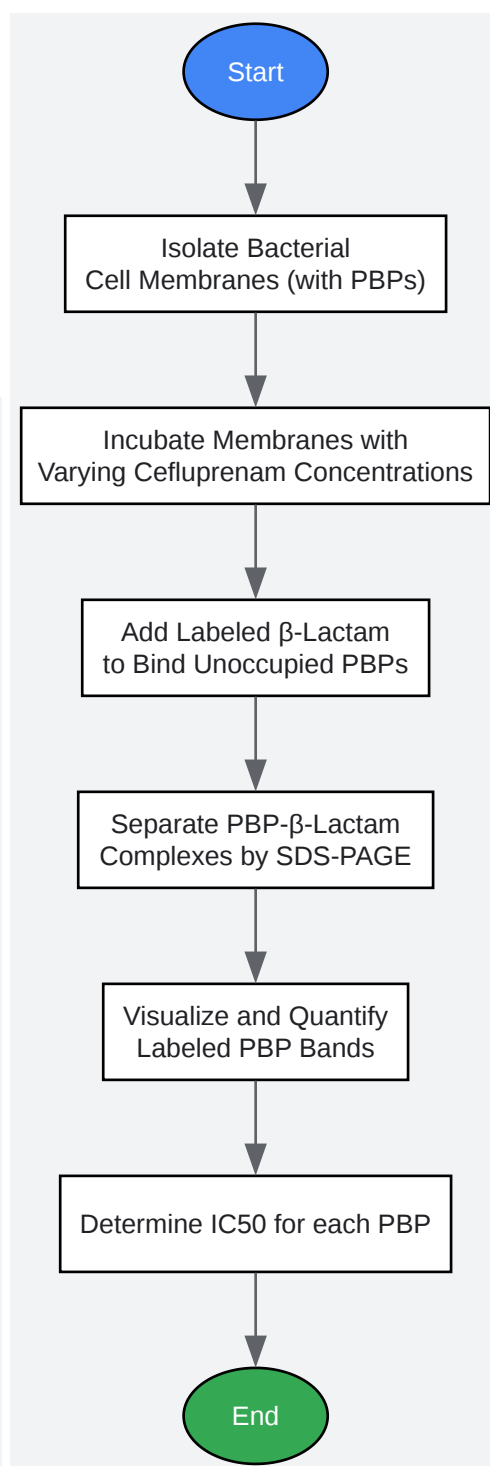 Start
Isolate Bacterial
Cell Membranes (with PBPs)
Incubate Membranes with
Varying Cefluprenam Concentrations
Add Labeled β-Lactam
to Bind Unoccupied PBPs
Separate PBP-β-Lactam
Complexes by SDS-PAGE
Visualize and Quantify
Labeled PBP Bands
Determine IC50 for each PBP
End